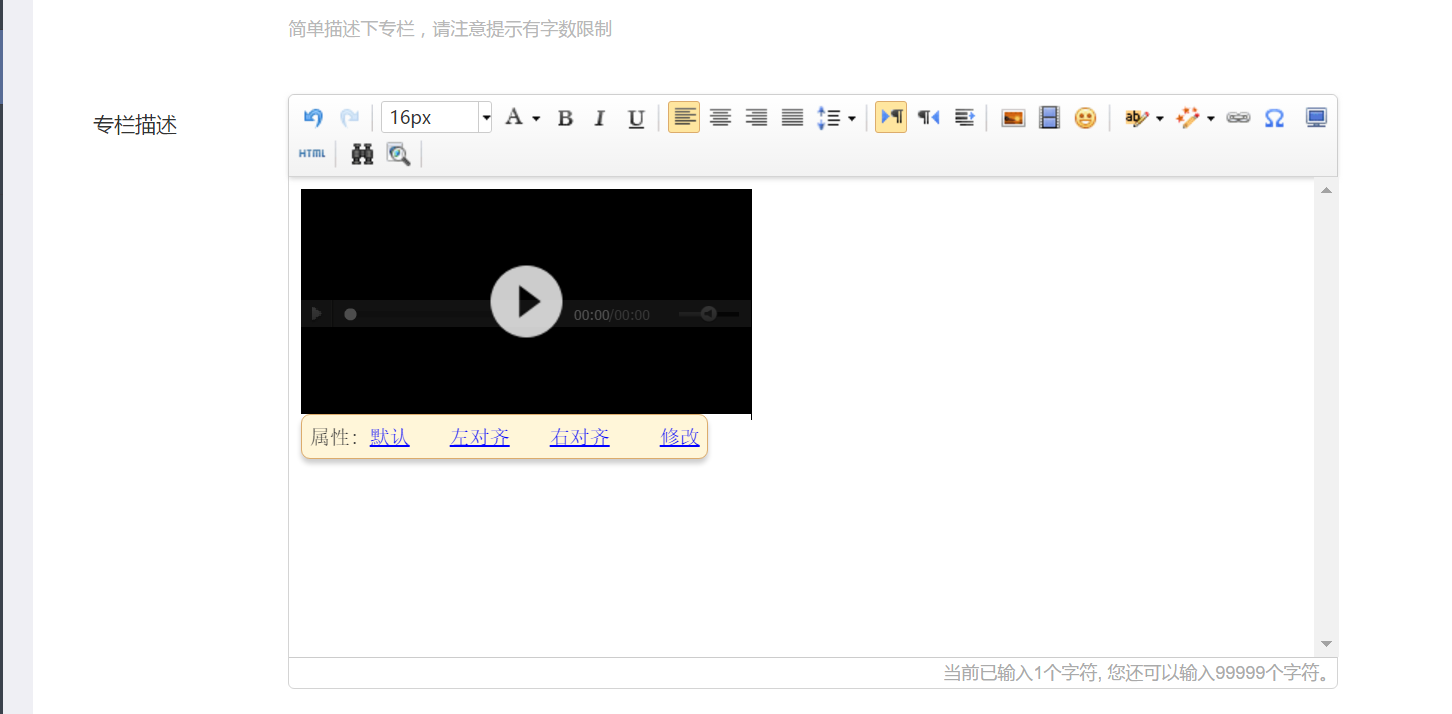 简单描述下专栏，请注意提示有字数限制
专栏描述
16px A B I U ¶ ¶ ab Ω
HTML
00:00/00:00
属性： 默认 左对齐 右对齐 修改
当前已输入1个字符, 您还可以输入99999个字符。